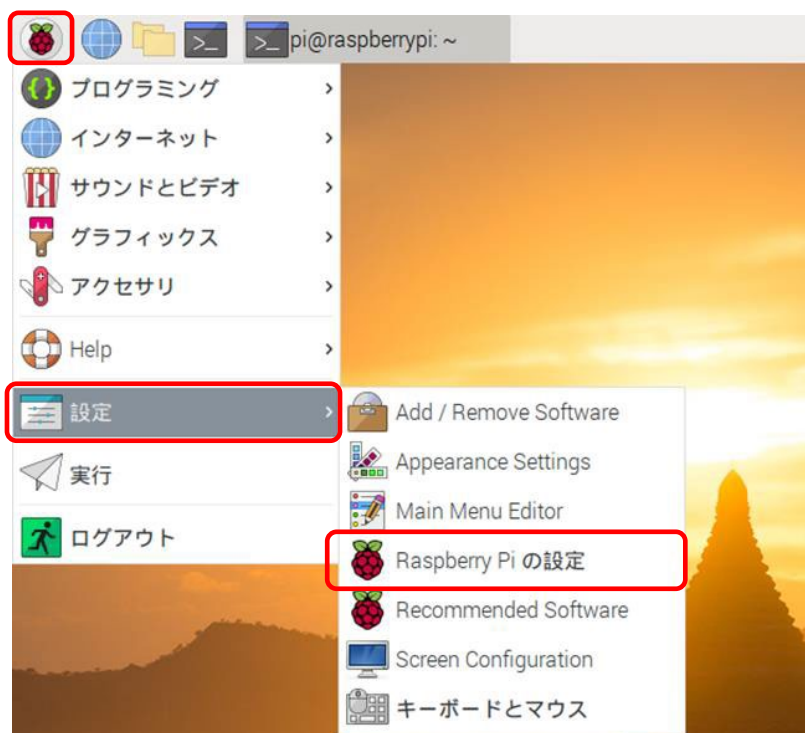 pi@raspberrypi: ~
プログラミング
インターネット
サウンドとビデオ
グラフィックス
アクセサリ
Help
設定
実行
ログアウト
Add / Remove Software
Appearance Settings
Main Menu Editor
Raspberry Pi の設定
Recommended Software
Screen Configuration
キーボードとマウス